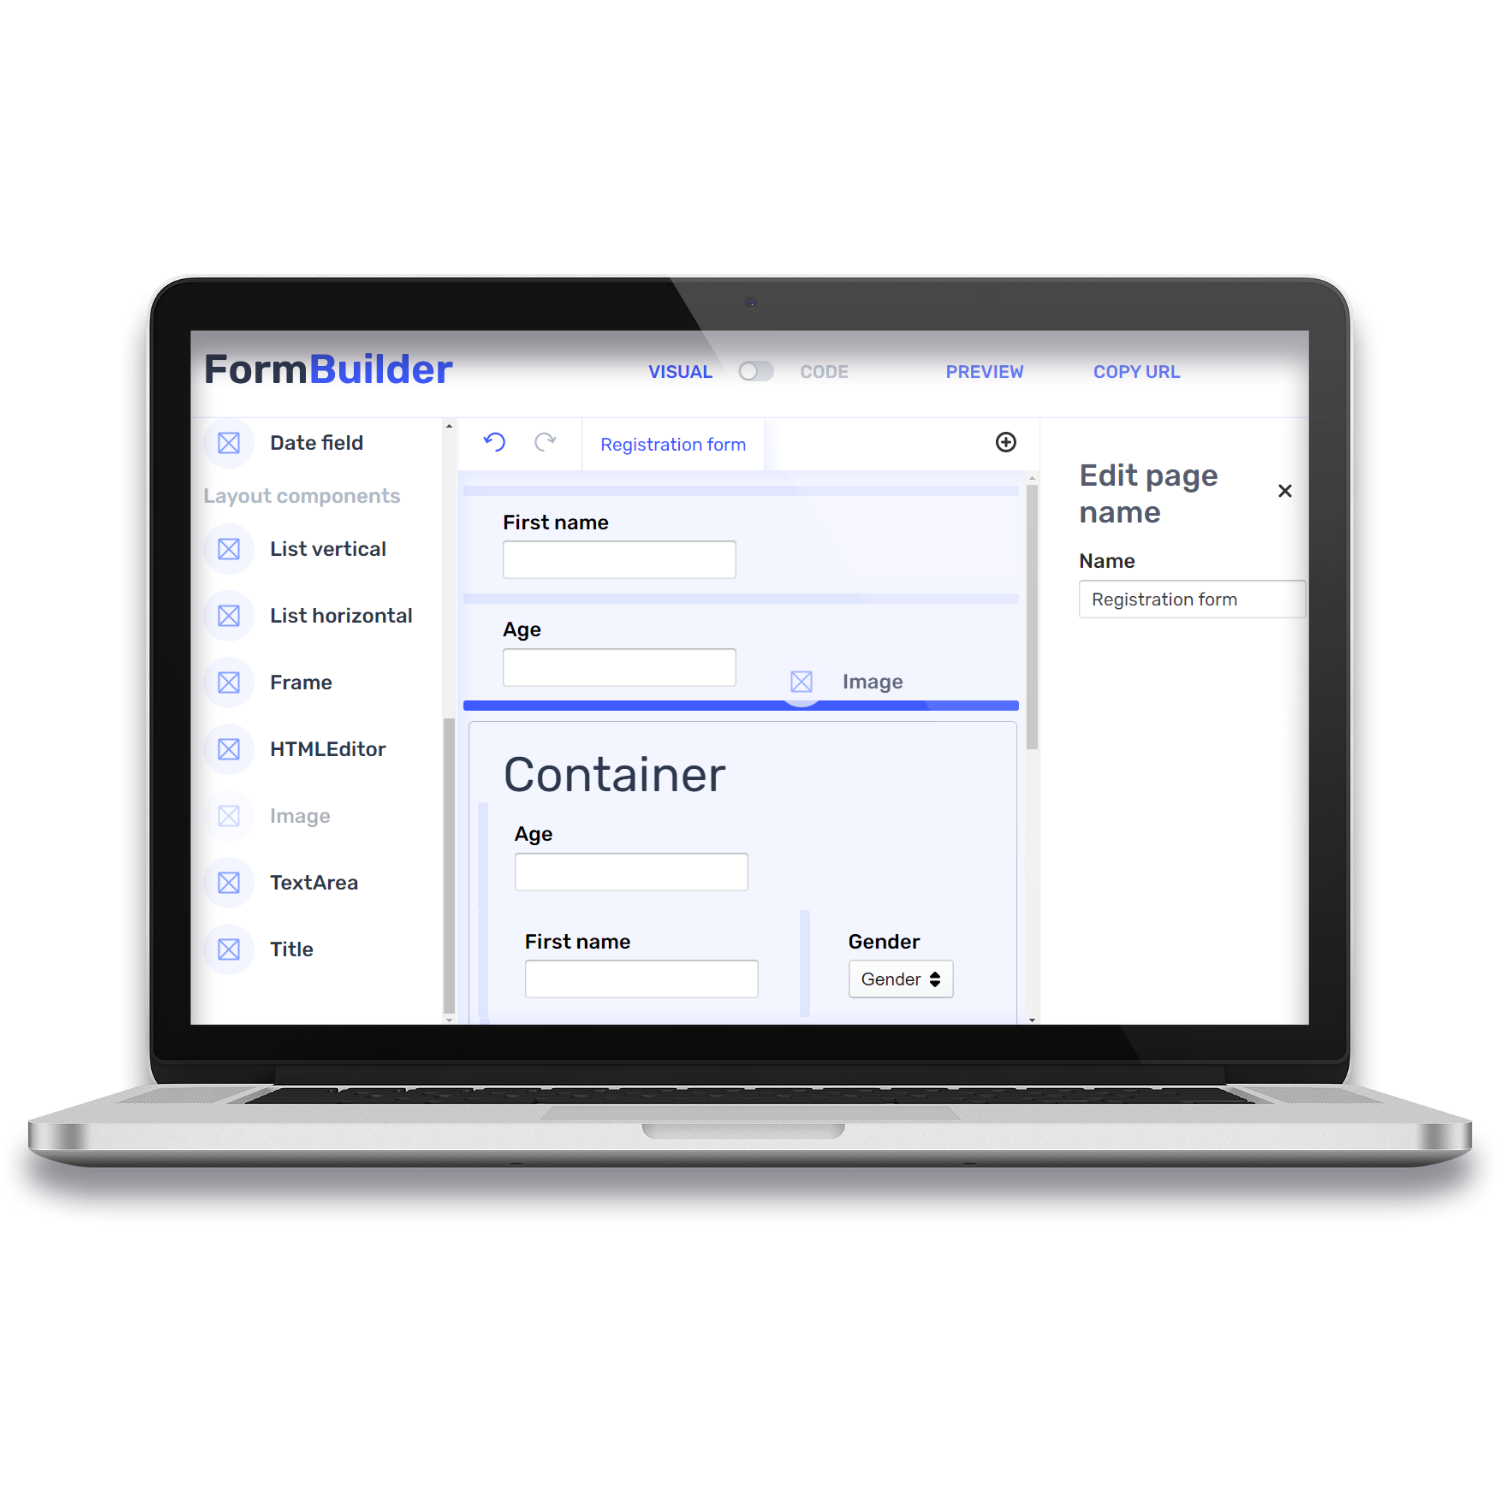 FormBuilder
VISUAL
CODE
PREVIEW
COPY URL
Date field
Layout components
List vertical
List horizontal
Frame
HTMLEditor
Image
TextArea
Title
Registration form
First name
Age
Image
Container
Age
First name
Gender
Gender
Edit page
name
Name
Registration form